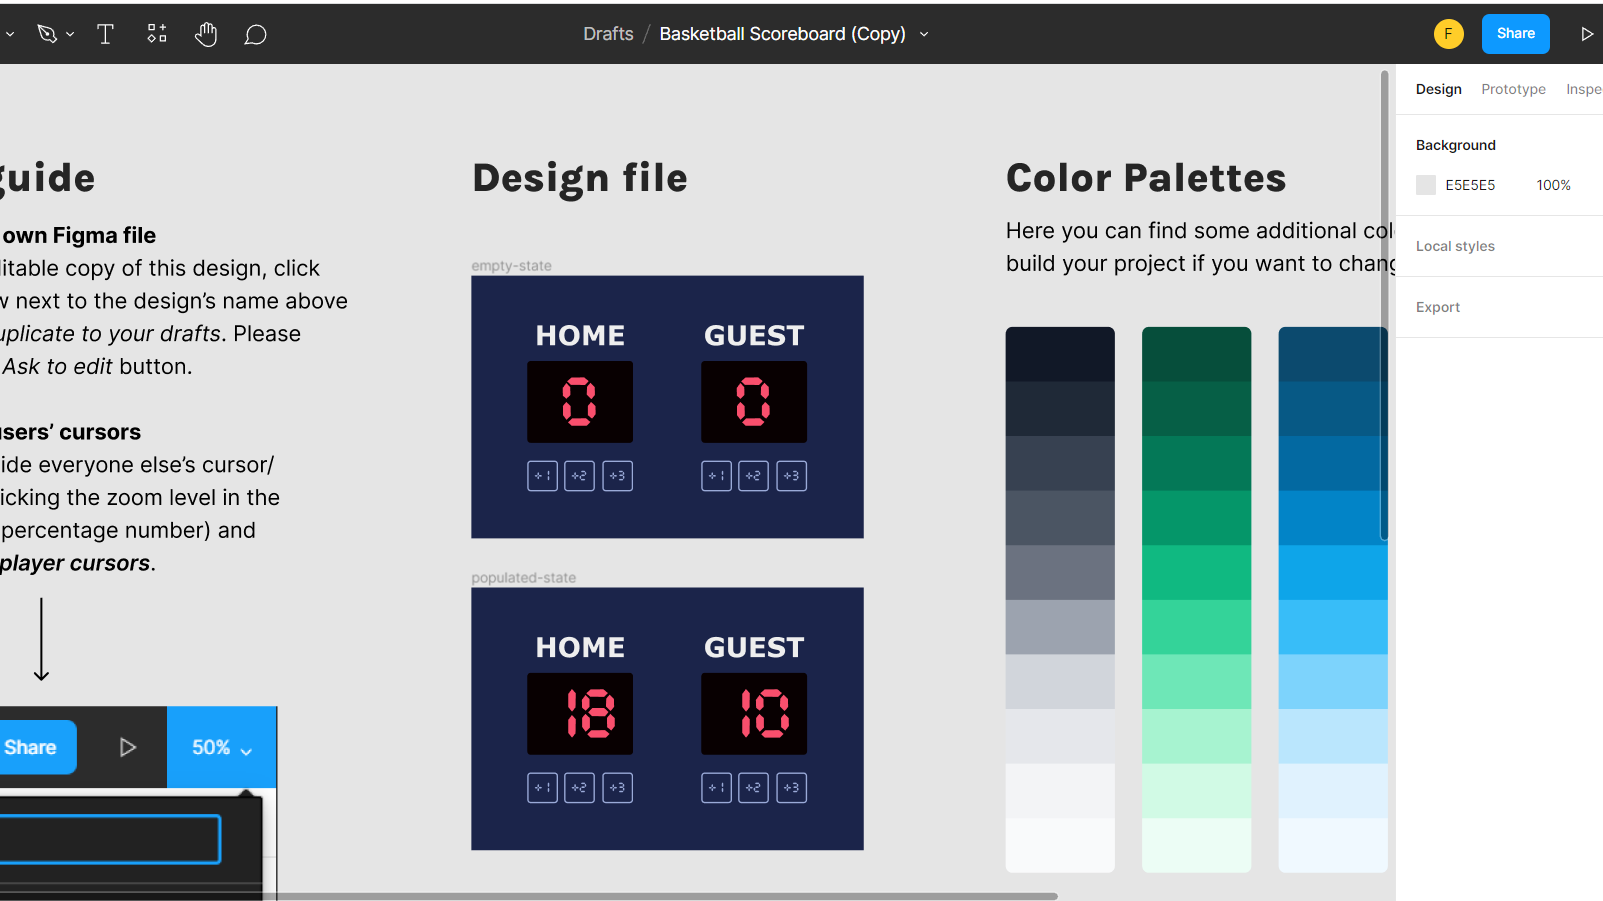 Drafts / Basketball Scoreboard (Copy)
F
Share
Design Prototype Inspe
Background
E5E5E5 100%
Local styles
Export
guide
own Figma file
litable copy of this design, click
w next to the design’s name above
uplicate to your drafts. Please
Ask to edit button.
users’ cursors
ide everyone else’s cursor/
icking the zoom level in the
percentage number) and
player cursors.
Share
50%
Design file
empty-state
HOME GUEST
0 0
+1 +2 +3 +1 +2 +3
populated-state
HOME GUEST
18 10
+1 +2 +3 +1 +2 +3
Color Palettes
Here you can find some additional col
build your project if you want to chang